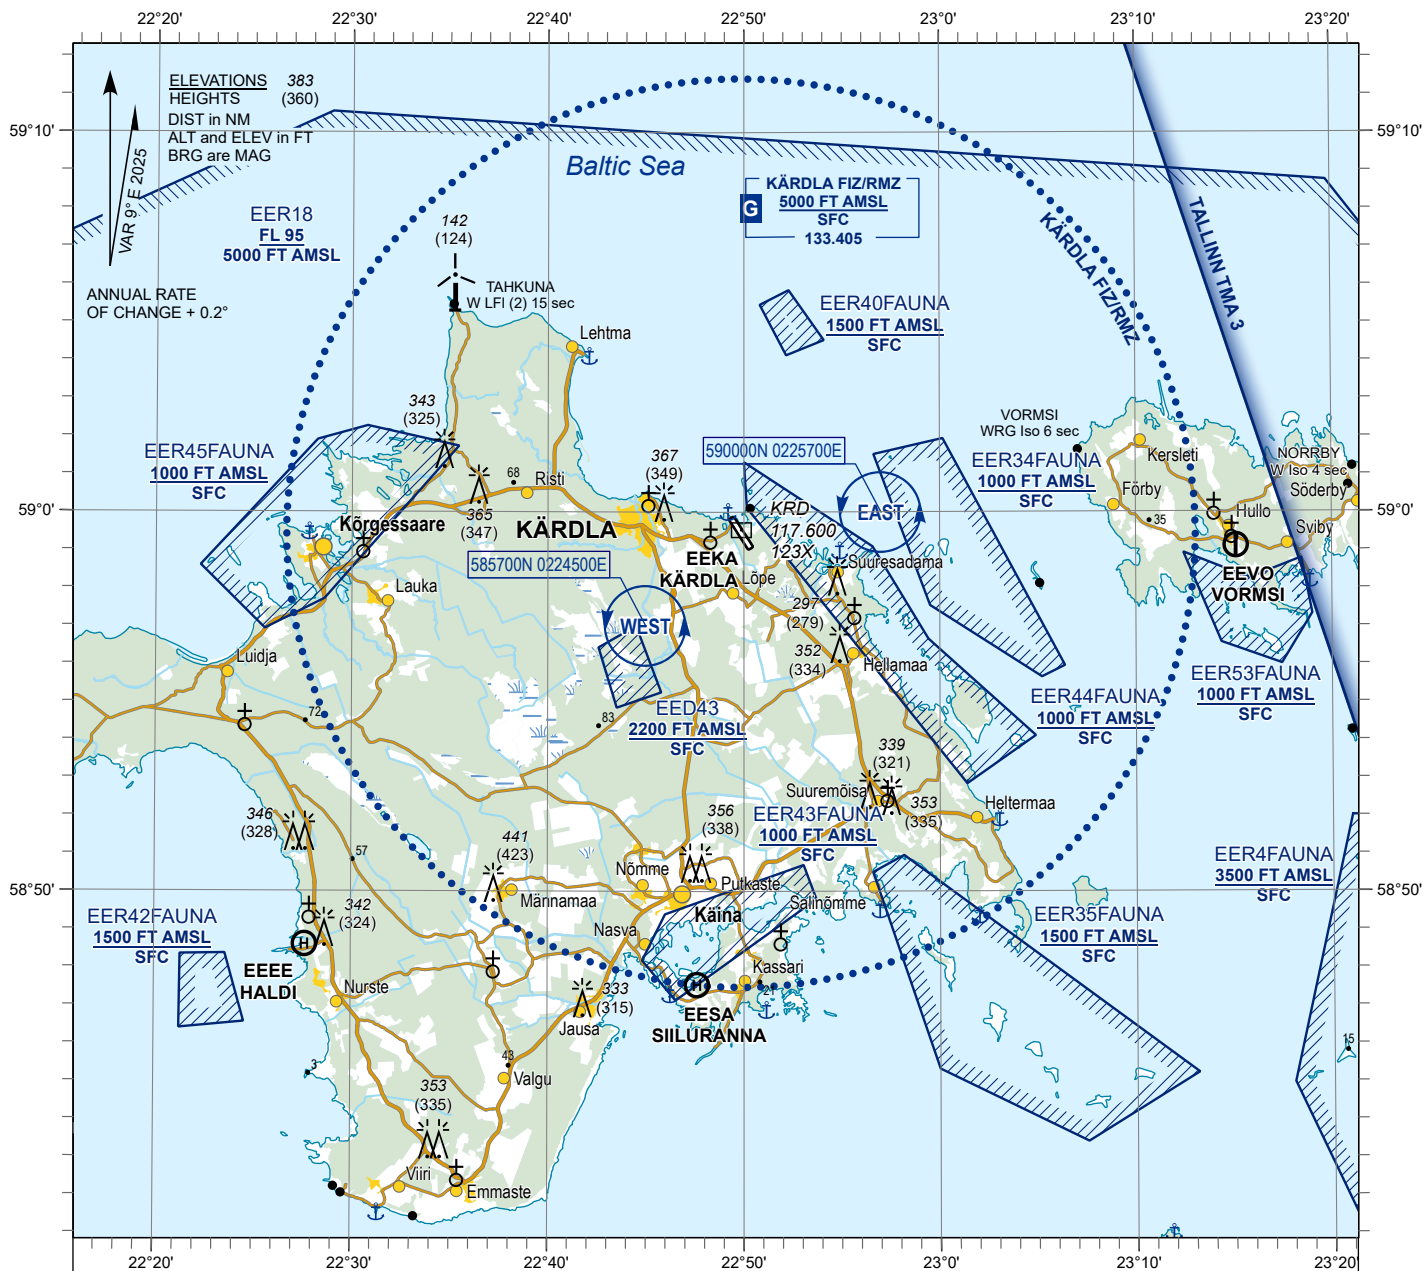 22°20' 22°30' 22°40' 22°50' 23°0' 23°10' 23°20'
59°10' 59°10'
ELEVATIONS 383
HEIGHTS (360)
DIST in NM
ALT and ELEV in FT
BRG are MAG
VAR 9° E 2025
ANNUAL RATE
OF CHANGE + 0.2°
Baltic Sea
EER18
FL 95
5000 FT AMSL
G
KÄRDLA FIZ/RMZ
5000 FT AMSL
SFC
133.405
KÄRDLA FIZ/RMZ
TALLINN TMA 3
142
(124)
TAHKUNA
W LFl (2) 15 sec
Lehtma
EER40FAUNA
1500 FT AMSL
SFC
343
(325)
EER45FAUNA
1000 FT AMSL
SFC
68
Risti
365
(347)
367
(349)
590000N 0225700E
VORMSI
WRG Iso 6 sec
EER34FAUNA
1000 FT AMSL
SFC
Kersleti
NORRBY
W Iso 4 sec
Söderby
Förby
Hullo
35
Sviby
59°0' 59°0'
Kõrgessaare
KÄRDLA
KRD
117.600
123X
EAST
EEKA
KÄRDLA
585700N 0224500E
Lõpe
Suuresadama
EEVO
VORMSI
Lauka
297
(279)
WEST
352
(334)
Hellamaa
Luidja
EER53FAUNA
1000 FT AMSL
SFC
EER44FAUNA
1000 FT AMSL
SFC
72
83
EED43
2200 FT AMSL
SFC
339
(321)
Suuremõisa
353
(335)
Heltermaa
346
(328)
57
441
(423)
356
(338)
EER43FAUNA
1000 FT AMSL
SFC
EER4FAUNA
3500 FT AMSL
SFC
58°50' 58°50'
Nõmme
Putkaste
Männamaa
Käina
Salinõmme
EER42FAUNA
1500 FT AMSL
SFC
342
(324)
Nasva
EER35FAUNA
1500 FT AMSL
SFC
H
EEEE
HALDI
Nurste
Kassari
21
H
EESA
SIILURANNA
333
(315)
Jausa
15
3
43
Valgu
353
(335)
Viiri
Emmaste
22°20' 22°30' 22°40' 22°50' 23°0' 23°10' 23°20'